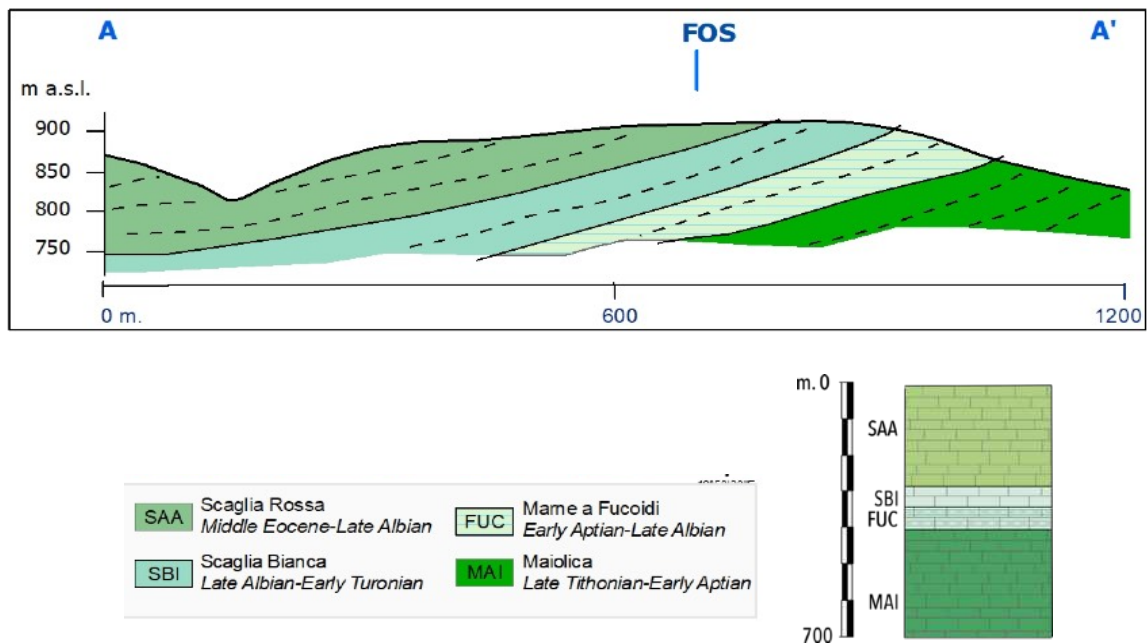 A FOS A'
m a.s.l.
900
850
800
750
0 m. 600 1200
m. 0
SAA
SBI
FUC
MAI
700
SAA Scaglia Rossa
Middle Eocene-Late Albian
FUC Marne a Fucoidi
Early Aptian-Late Albian
SBI Scaglia Bianca
Late Albian-Early Turonian
MAI Maiolica
Late Tithonian-Early Aptian